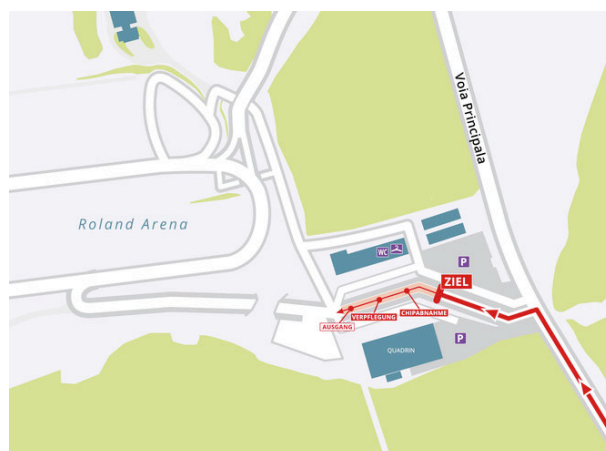 Voia Principala
Roland Arena
WC
P
ZIEL
CHIPABNAHME
VERPFLEGUNG
AUSGANG
P
QUADRIN